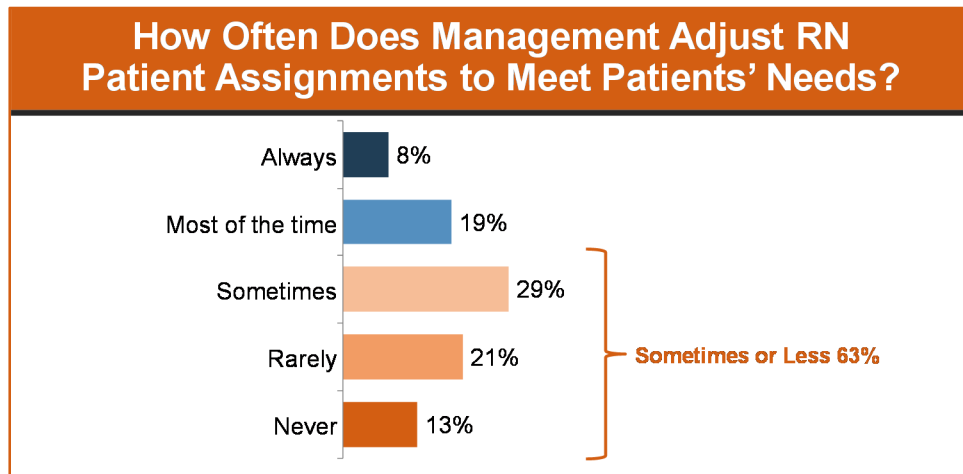 How Often Does Management Adjust RN
Patient Assignments to Meet Patients’ Needs?
Always 8%
Most of the time 19%
Sometimes 29%
Rarely 21%
Sometimes or Less 63%
Never 13%